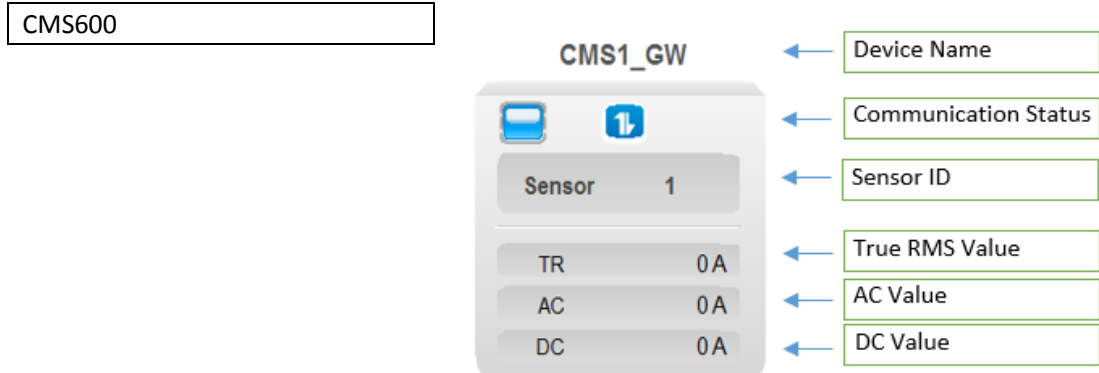 CMS600
CMS1_GW
Device Name
Communication Status
Sensor 1
Sensor ID
TR 0 A
True RMS Value
AC 0 A
AC Value
DC 0 A
DC Value